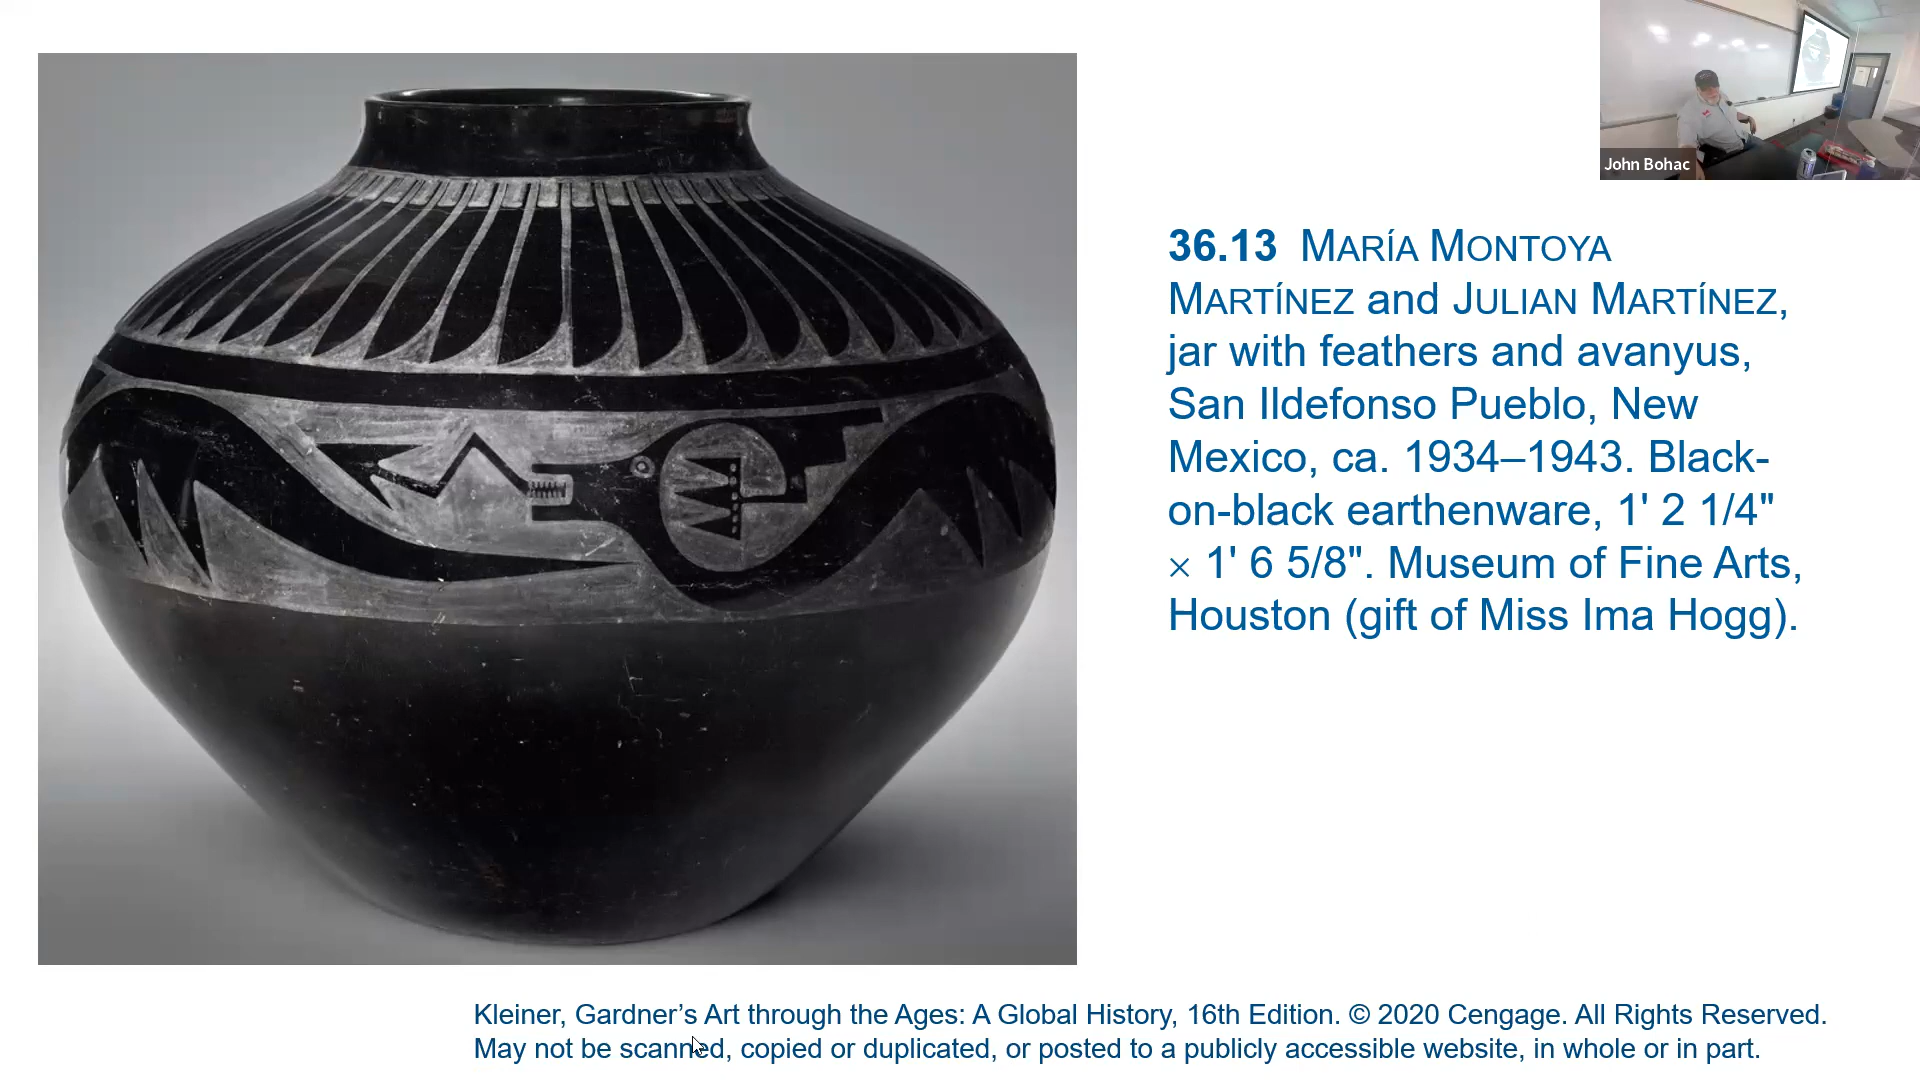 John Bohac
36.13 MARÍA MONTOYA
MARTÍNEZ and JULIAN MARTÍNEZ,
jar with feathers and avanyus,
San Ildefonso Pueblo, New
Mexico, ca. 1934–1943. Black-
on-black earthenware, 1' 2 1/4"
× 1' 6 5/8". Museum of Fine Arts,
Houston (gift of Miss Ima Hogg).
Kleiner, Gardner’s Art through the Ages: A Global History, 16th Edition. © 2020 Cengage. All Rights Reserved.
May not be scanned, copied or duplicated, or posted to a publicly accessible website, in whole or in part.